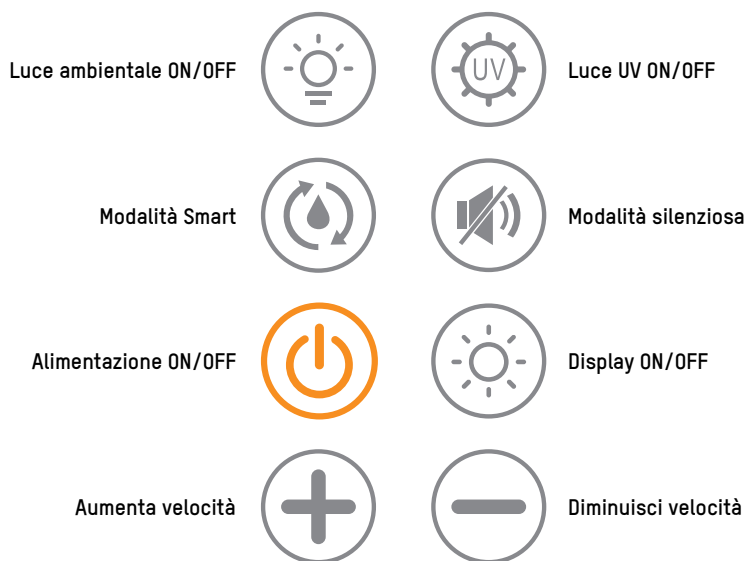 Luce ambientale ON/OFF
UV
Luce UV ON/OFF
Modalità Smart
Modalità silenziosa
Alimentazione ON/OFF
Display ON/OFF
Aumenta velocità
Diminuisci velocità